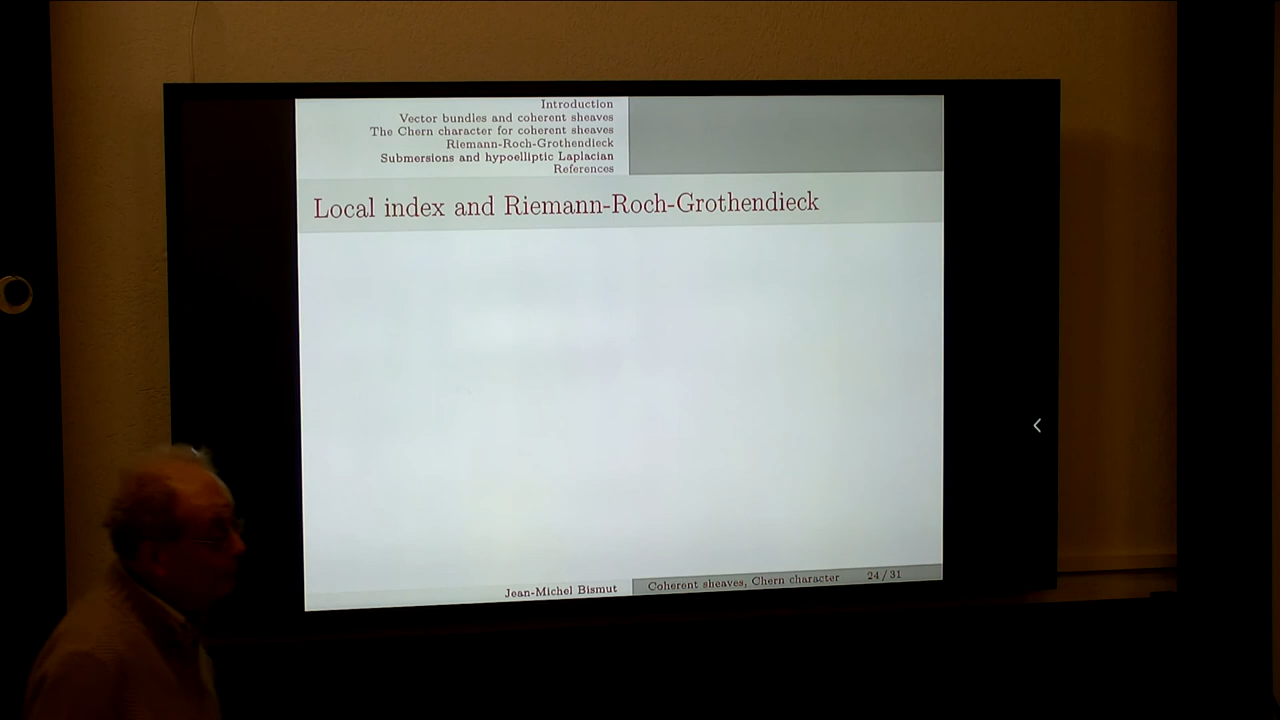 Introduction
Vector bundles and coherent sheaves
The Chern character for coherent sheaves
Riemann-Roch-Grothendieck
Submersions and hypoelliptic Laplacian
References
Local index and Riemann-Roch-Grothendieck
Jean-Michel Bismut
Coherent sheaves, Chern character
24 / 31